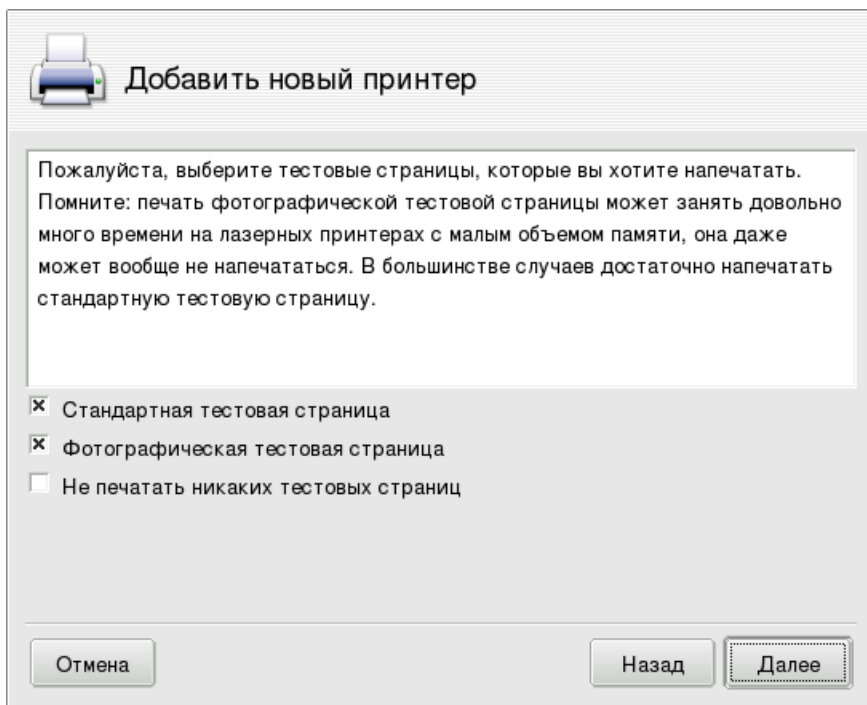 Добавить новый принтер
Пожалуйста, выберите тестовые страницы, которые вы хотите напечатать.
Помните: печать фотографической тестовой страницы может занять довольно
много времени на лазерных принтерах с малым объемом памяти, она даже
может вообще не напечататься. В большинстве случаев достаточно напечатать
стандартную тестовую страницу.
Стандартная тестовая страница
Фотографическая тестовая страница
Не печатать никаких тестовых страниц
Отмена Назад Далее